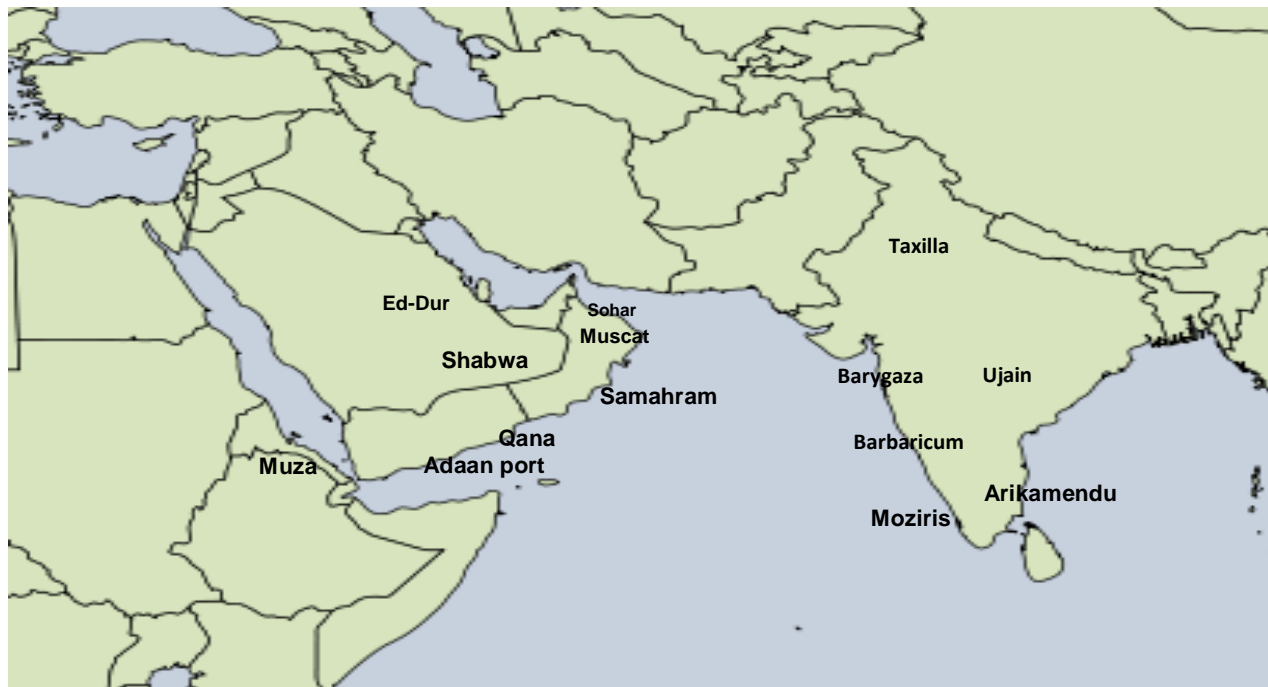 Taxilla
Ed-Dur
Sohar
Muscat
Shabwa
Barygaza
Ujain
Samahram
Qana
Barbaricum
Muza
Adaan port
Arikamendu
Moziris